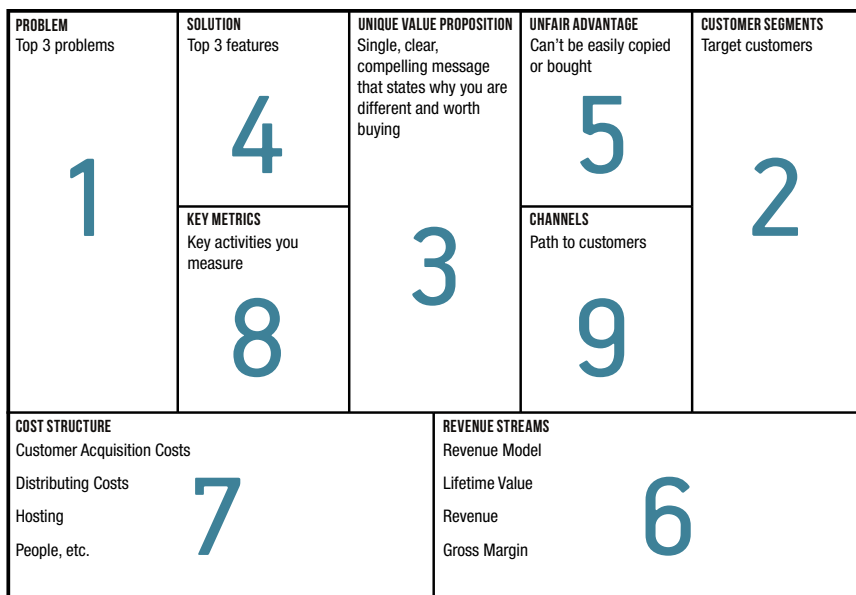 PROBLEM
Top 3 problems
1
SOLUTION
Top 3 features
4
KEY METRICS
Key activities you
measure
8
UNIQUE VALUE PROPOSITION
Single, clear,
compelling message
that states why you are
different and worth
buying
3
UNFAIR ADVANTAGE
Can’t be easily copied
or bought
5
CHANNELS
Path to customers
9
CUSTOMER SEGMENTS
Target customers
2
COST STRUCTURE
Customer Acquisition Costs
Distributing Costs
Hosting
People, etc.
7
REVENUE STREAMS
Revenue Model
Lifetime Value
Revenue
Gross Margin
6